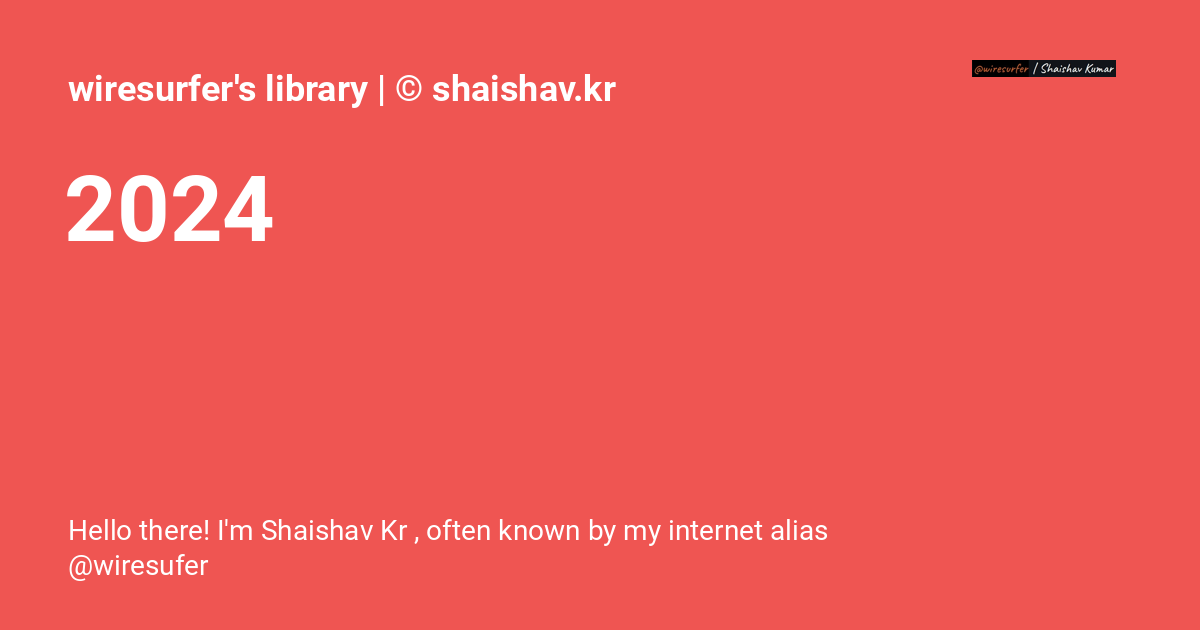 wiresurfer's library | © shaishav.kr
@wiresurfer | Shaishav Kumar
2024
Hello there! I'm Shaishav Kr , often known by my internet alias
@wiresufer